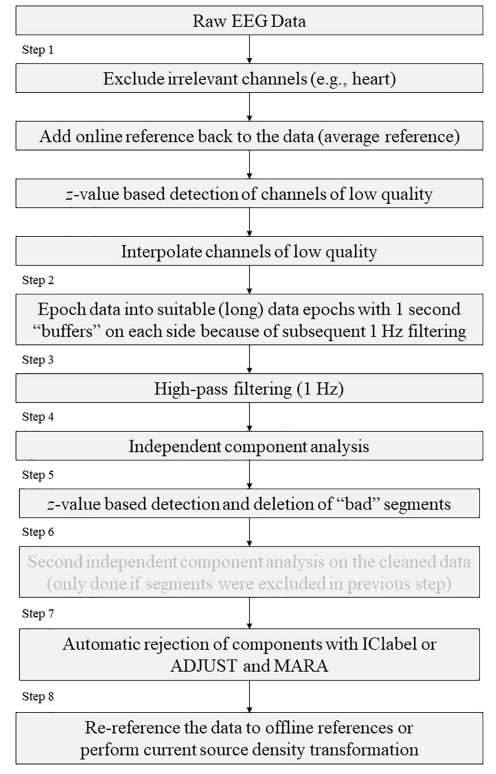 Raw EEG Data
Step 1
Exclude irrelevant channels (e.g., heart)
Add online reference back to the data (average reference)
z-value based detection of channels of low quality
Interpolate channels of low quality
Step 2
Epoch data into suitable (long) data epochs with 1 second
“buffers” on each side because of subsequent 1 Hz filtering
Step 3
High-pass filtering (1 Hz)
Step 4
Independent component analysis
Step 5
z-value based detection and deletion of “bad” segments
Step 6
Second independent component analysis on the cleaned data
(only done if segments were excluded in previous step)
Step 7
Automatic rejection of components with IClabel or
ADJUST and MARA
Step 8
Re-reference the data to offline references or
perform current source density transformation